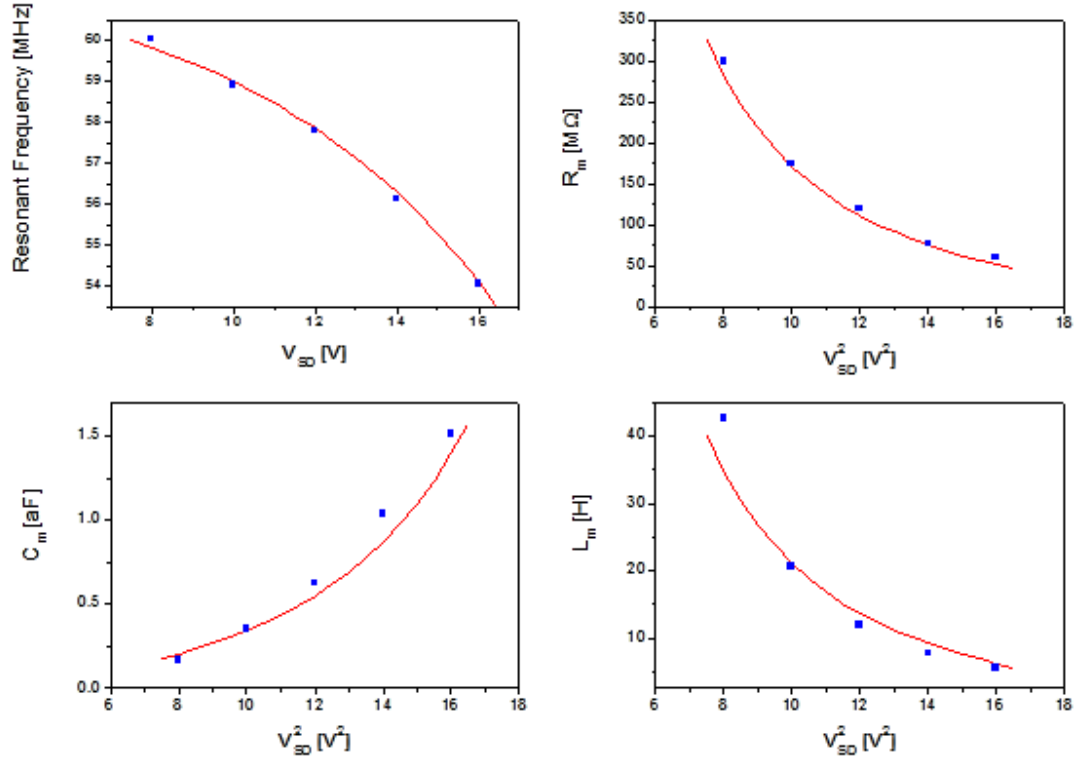 Resonant Frequency [MHz]
60
59
58
57
56
55
54
8 10 12 14 16
V_SD [V]
R_m [MΩ]
350
300
250
200
150
100
50
0
6 8 10 12 14 16 18
V²_SD [V²]
C_m [aF]
1.5
1.0
0.5
0.0
6 8 10 12 14 16 18
V²_SD [V²]
L_m [H]
40
30
20
10
6 8 10 12 14 16 18
V²_SD [V²]